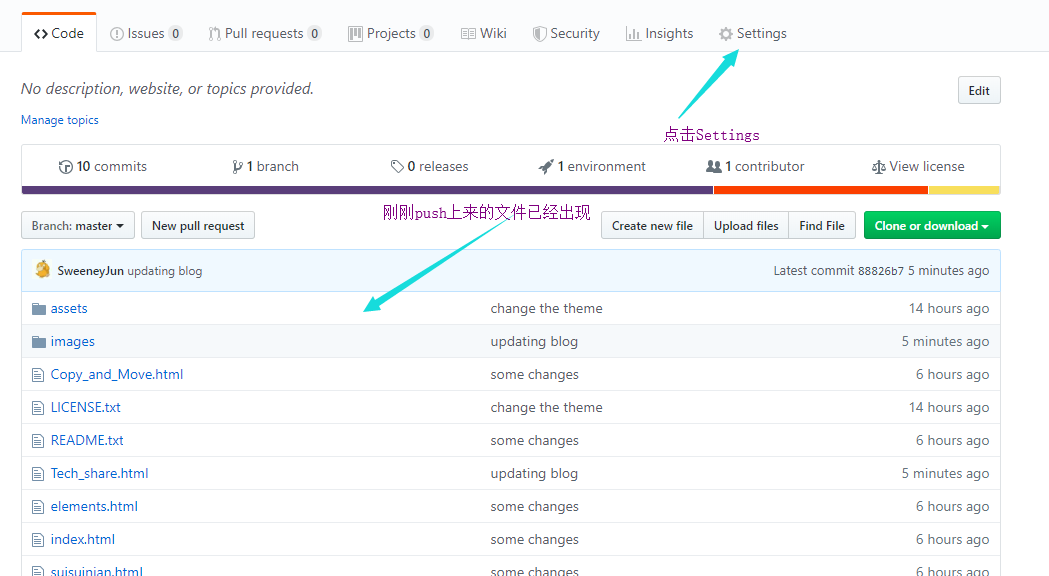 Code Issues 0 Pull requests 0 Projects 0 Wiki Security Insights Settings
No description, website, or topics provided. Edit
Manage topics
点击Settings
10 commits 1 branch 0 releases 1 environment 1 contributor View license
刚刚push上来的文件已经出现
Branch: master New pull request Create new file Upload files Find File Clone or download
SweeneyJun updating blog Latest commit 88826b7 5 minutes ago
assets change the theme 14 hours ago
images updating blog 5 minutes ago
Copy_and_Move.html some changes 6 hours ago
LICENSE.txt change the theme 14 hours ago
README.txt some changes 6 hours ago
Tech_share.html updating blog 5 minutes ago
elements.html some changes 6 hours ago
index.html some changes 6 hours ago
suisuinian.html some changes 6 hours ago